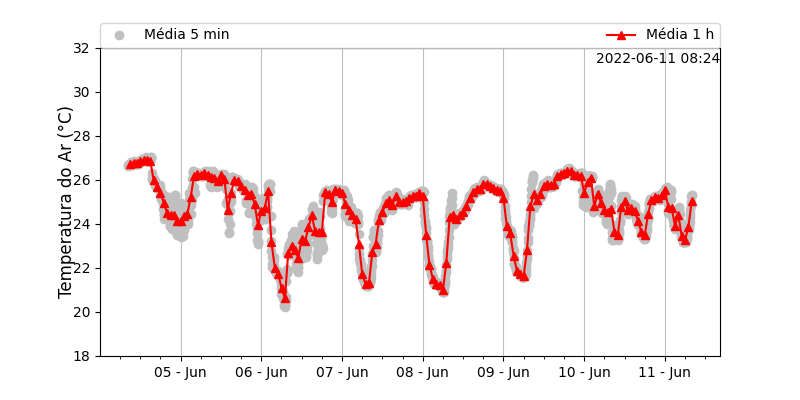 Média 5 min
Média 1 h
2022-06-11 08:24
Temperatura do Ar (°C)
32
30
28
26
24
22
20
18
05 - Jun
06 - Jun
07 - Jun
08 - Jun
09 - Jun
10 - Jun
11 - Jun